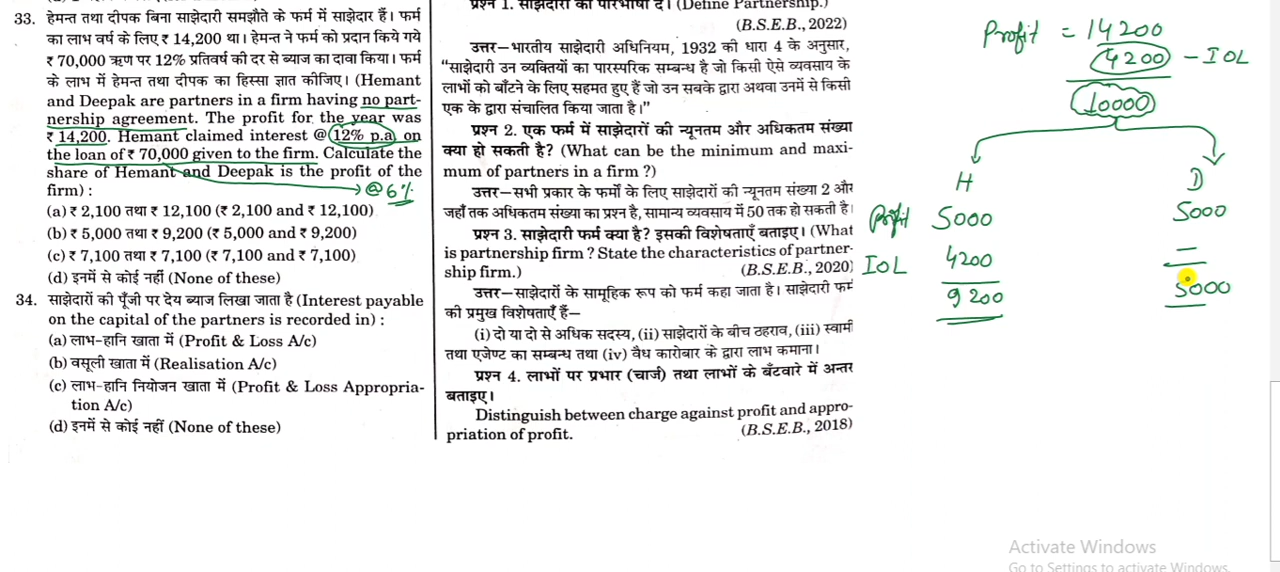 33. हेमन्त तथा दीपक बिना साझेदारी समझौते के फर्म में साझेदार हैं। फर्म
का लाभ वर्ष के लिए ₹ 14,200 था। हेमन्त ने फर्म को प्रदान किये गये
₹ 70,000 ऋण पर 12% प्रतिवर्ष की दर से ब्याज का दावा किया। फर्म
के लाभ में हेमन्त तथा दीपक का हिस्सा ज्ञात कीजिए। (Hemant
and Deepak are partners in a firm having no part-
nership agreement. The profit for the year was
₹ 14,200. Hemant claimed interest @ 12% p.a. on
the loan of ₹ 70,000 given to the firm. Calculate the
share of Hemant and Deepak is the profit of the
firm) :
@ 6%
(a) ₹ 2,100 तथा ₹ 12,100 (₹ 2,100 and ₹ 12,100)
(b) ₹ 5,000 तथा ₹ 9,200 (₹ 5,000 and ₹ 9,200)
(c) ₹ 7,100 तथा ₹ 7,100 (₹ 7,100 and ₹ 7,100)
(d) इनमें से कोई नहीं (None of these)
34. साझेदारों की पूँजी पर देय ब्याज लिखा जाता है (Interest payable
on the capital of the partners is recorded in) :
(a) लाभ-हानि खाता में (Profit & Loss A/c)
(b) वसूली खाता में (Realisation A/c)
(c) लाभ-हानि नियोजन खाता में (Profit & Loss Appropria-
tion A/c)
(d) इनमें से कोई नहीं (None of these)
प्रश्न 1. साझेदारी की परिभाषा दें। (Define Partnership.)
(B.S.E.B., 2022)
उत्तर–भारतीय साझेदारी अधिनियम, 1932 की धारा 4 के अनुसार,
“साझेदारी उन व्यक्तियों का पारस्परिक सम्बन्ध है जो किसी ऐसे व्यवसाय के
लाभों को बाँटने के लिए सहमत हुए हैं जो उन सबके द्वारा अथवा उनमें से किसी
एक के द्वारा संचालित किया जाता है।”
प्रश्न 2. एक फर्म में साझेदारों की न्यूनतम और अधिकतम संख्या
क्या हो सकती है? (What can be the minimum and maxi-
mum of partners in a firm ?)
उत्तर–सभी प्रकार के फर्मों के लिए साझेदारों की न्यूनतम संख्या 2 और
जहाँ तक अधिकतम संख्या का प्रश्न है, सामान्य व्यवसाय में 50 तक हो सकती है।
प्रश्न 3. साझेदारी फर्म क्या है? इसकी विशेषताएँ बताइए। (What
is partnership firm ? State the characteristics of partner-
ship firm.) (B.S.E.B., 2020)
उत्तर–साझेदारों के सामूहिक रूप को फर्म कहा जाता है। साझेदारी फर्म
की प्रमुख विशेषताएँ हैं–
(i) दो या दो से अधिक सदस्य, (ii) साझेदारों के बीच ठहराव, (iii) स्वामी
तथा एजेण्ट का सम्बन्ध तथा (iv) वैध कारोबार के द्वारा लाभ कमाना।
प्रश्न 4. लाभों पर प्रभार (चार्ज) तथा लाभों के बँटवारे में अन्तर
बताइए।
Distinguish between charge against profit and appro-
priation of profit. (B.S.E.B., 2018)
Profit = 14200
4200 – IOL
10000
H D
Profit 5000 5000
IOL 4200 –
9200 5000
Activate Windows
Go to Settings to activate Windows.